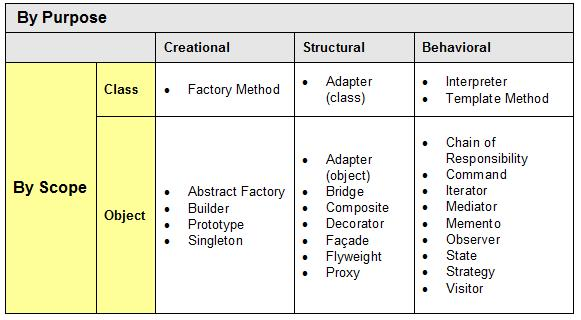 By Purpose
Creational Structural Behavioral
By Scope
Class
• Factory Method
• Adapter
(class)
• Interpreter
• Template Method
Object
• Abstract Factory
• Builder
• Prototype
• Singleton
• Adapter
(object)
• Bridge
• Composite
• Decorator
• Façade
• Flyweight
• Proxy
• Chain of
Responsibility
• Command
• Iterator
• Mediator
• Memento
• Observer
• State
• Strategy
• Visitor